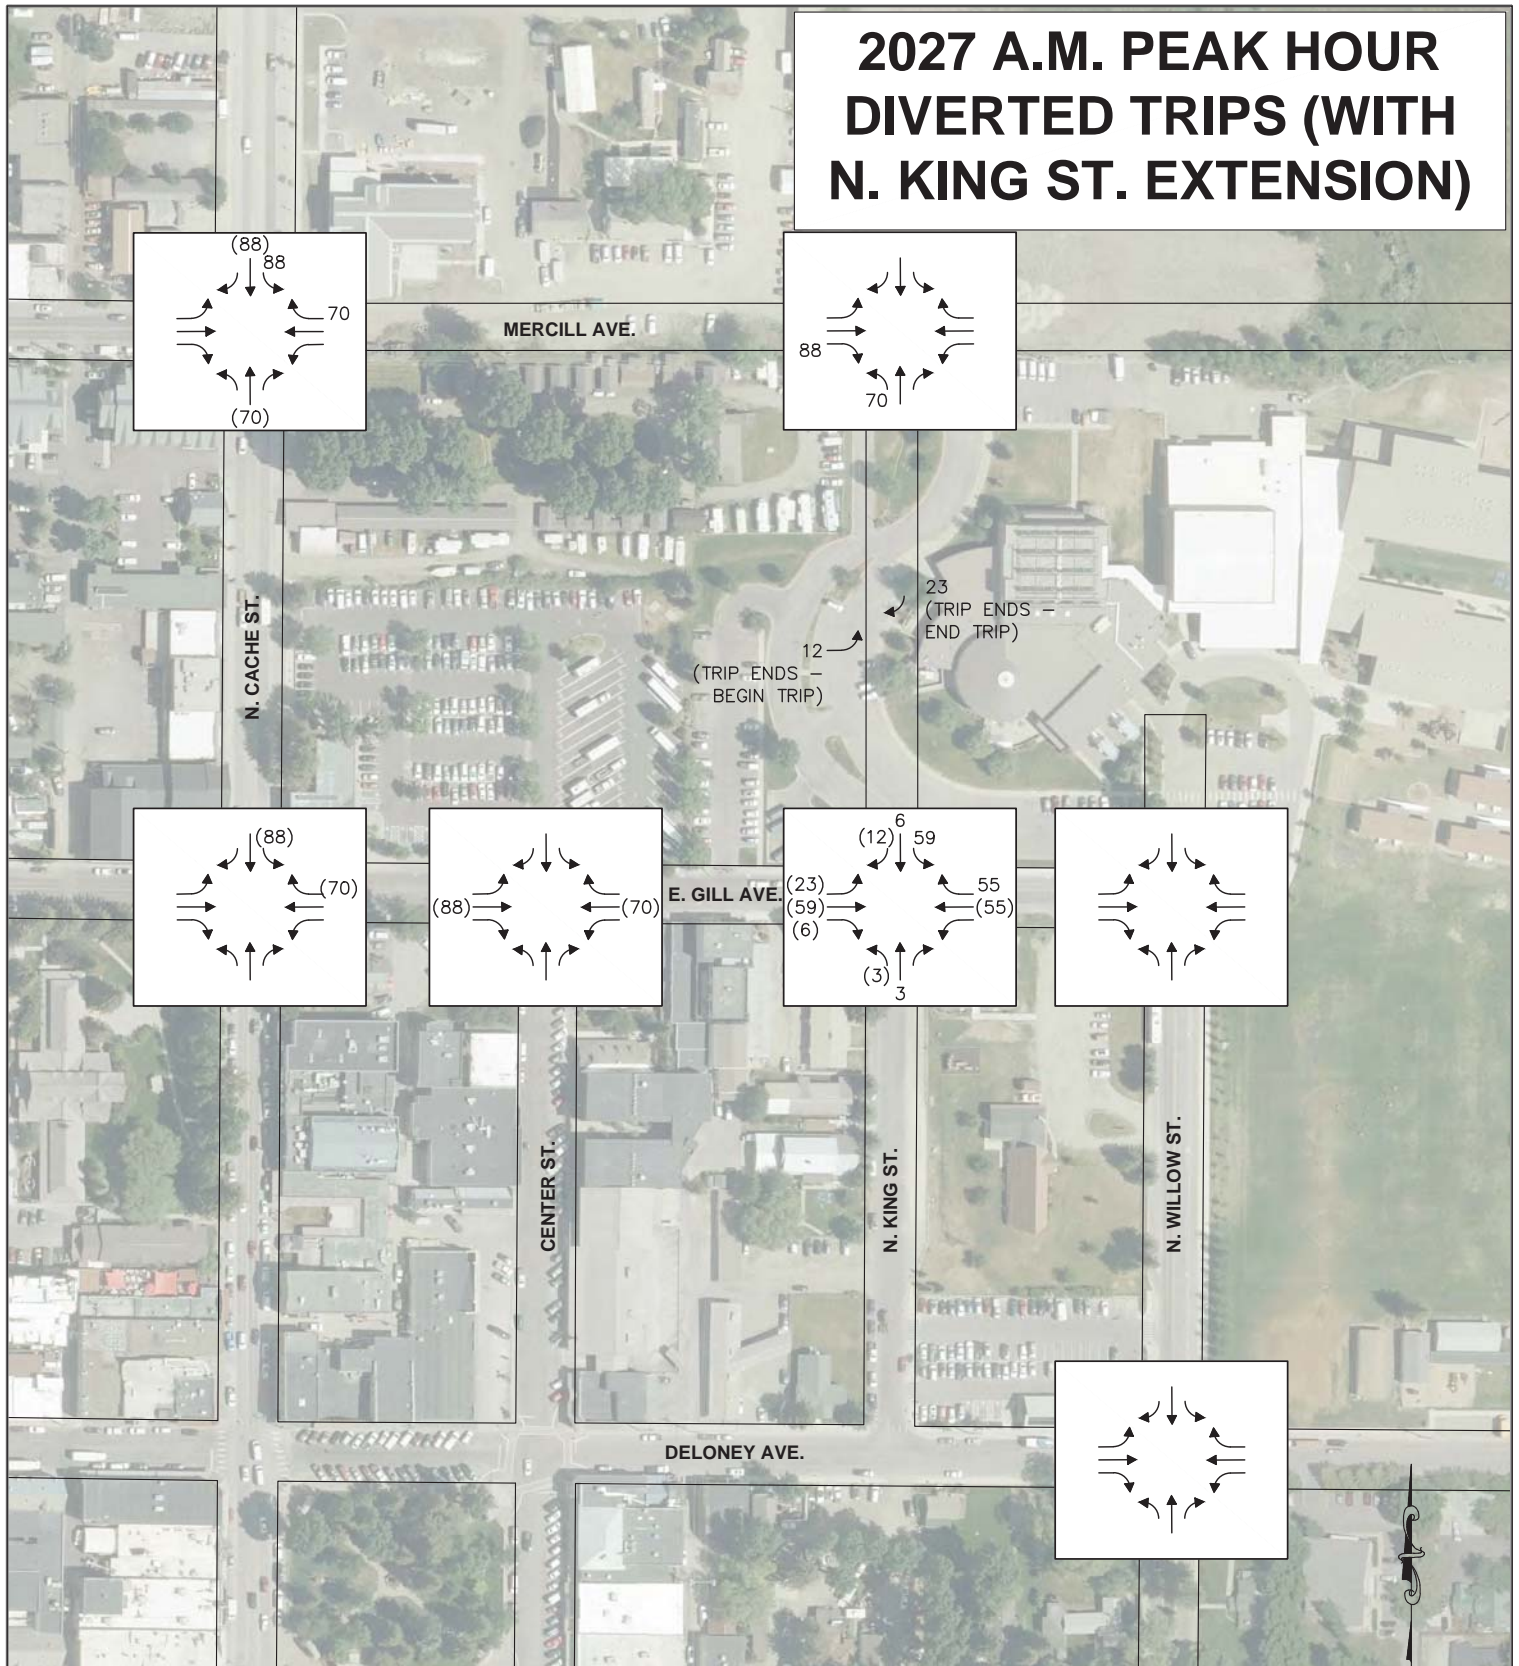 2027 A.M. PEAK HOUR
DIVERTED TRIPS (WITH
N. KING ST. EXTENSION)
(88)
88
70
(70)
MERCILL AVE.
88
70
N. CACHE ST.
23
(TRIP ENDS –
END TRIP)
12
(TRIP ENDS –
BEGIN TRIP)
(88)
(70)
(88)
(70)
E. GILL AVE.
6
(12) 59
(23)
(59)
(6)
55
(55)
(3)
3
CENTER ST.
N. KING ST.
N. WILLOW ST.
DELONEY AVE.